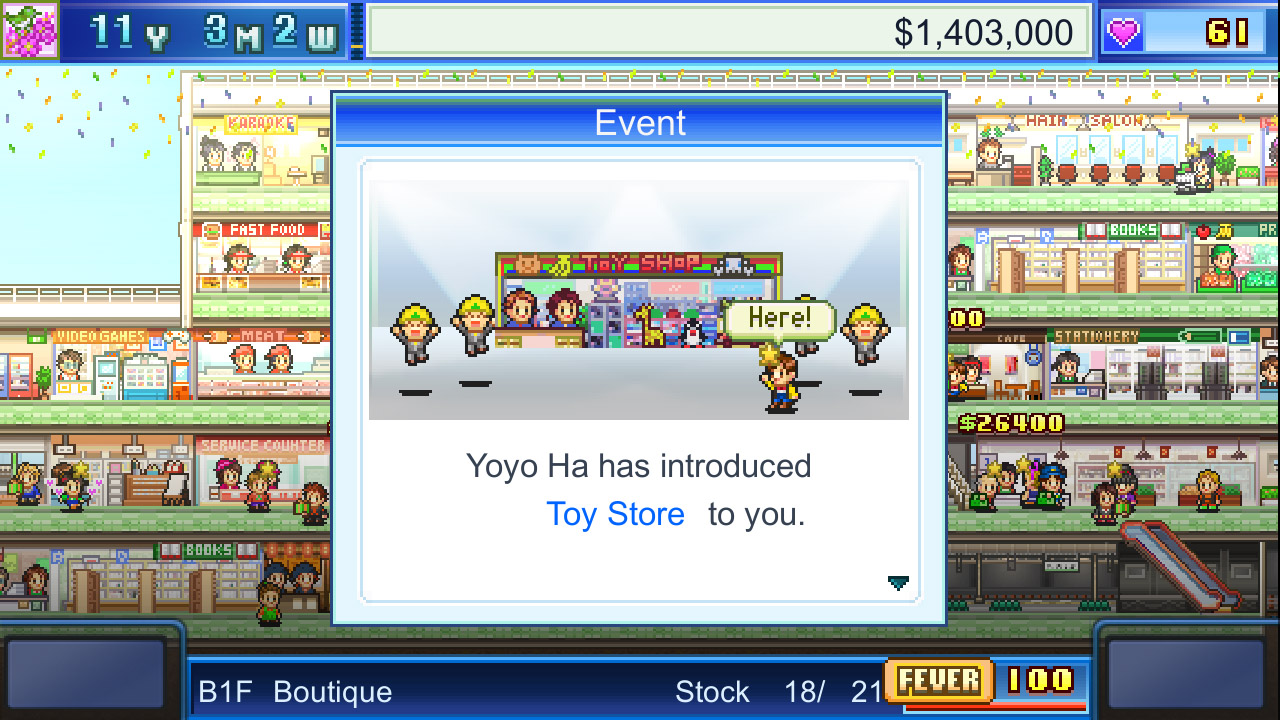 11 Y 3 M 2 W
$1,403,000
61
Event
KARAOKE
HAIR SALON
FAST FOOD
BOOKS
TOY SHOP
Here!
VIDEO GAMES
MEAT
CAFE
STATIONERY
$26400
SERVICE COUNTER
Yoyo Ha has introduced
Toy Store to you.
BOOKS
B1F Boutique
Stock 18/ 21
FEVER 100